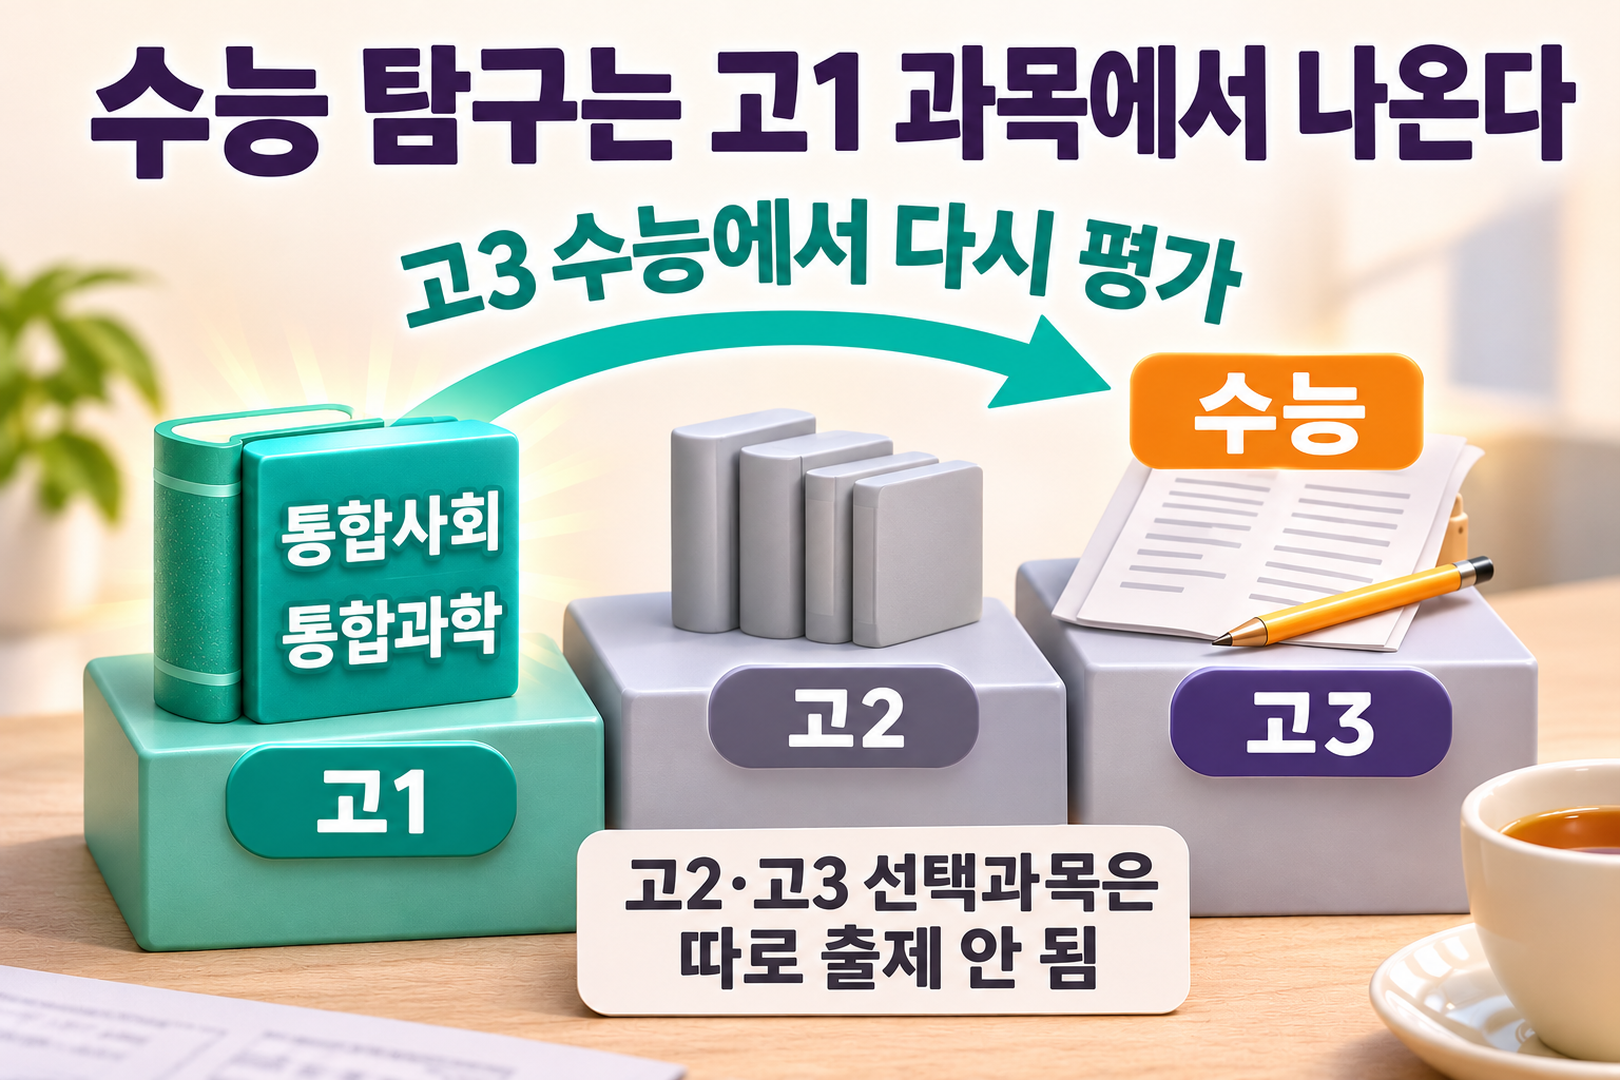 수능 탐구는 고1 과목에서 나온다
고3 수능에서 다시 평가
수능
통합사회
통합과학
고1
고2
고3
고2·고3 선택과목은
따로 출제 안 됨